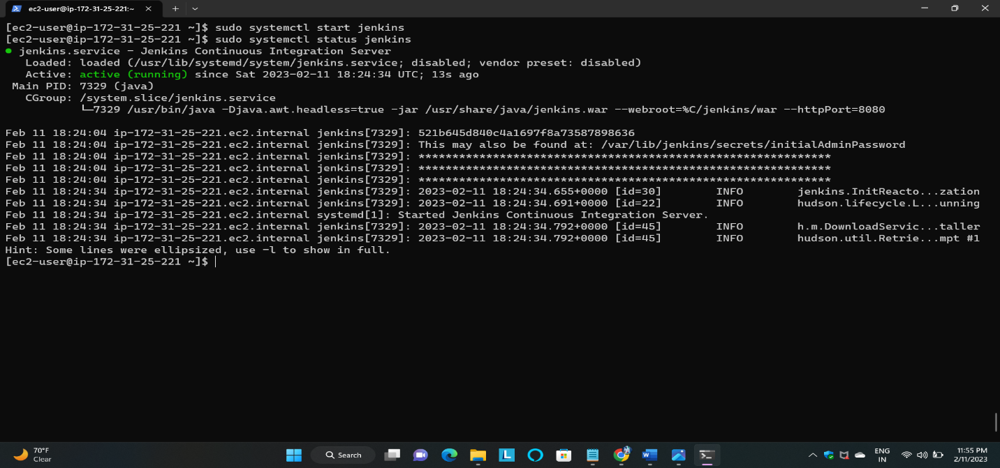 ec2-user@ip-172-31-25-221:~
[ec2-user@ip-172-31-25-221 ~]$ sudo systemctl start jenkins
[ec2-user@ip-172-31-25-221 ~]$ sudo systemctl status jenkins
● jenkins.service - Jenkins Continuous Integration Server
Loaded: loaded (/usr/lib/systemd/system/jenkins.service; disabled; vendor preset: disabled)
Active: active (running) since Sat 2023-02-11 18:24:34 UTC; 13s ago
Main PID: 7329 (java)
CGroup: /system.slice/jenkins.service
└─7329 /usr/bin/java -Djava.awt.headless=true -jar /usr/share/java/jenkins.war --webroot=%C/jenkins/war --httpPort=8080
Feb 11 18:24:04 ip-172-31-25-221.ec2.internal jenkins[7329]: 521b645d840c4a1697f8a73587898636
Feb 11 18:24:04 ip-172-31-25-221.ec2.internal jenkins[7329]: This may also be found at: /var/lib/jenkins/secrets/initialAdminPassword
Feb 11 18:24:04 ip-172-31-25-221.ec2.internal jenkins[7329]: *************************************************************
Feb 11 18:24:04 ip-172-31-25-221.ec2.internal jenkins[7329]: *************************************************************
Feb 11 18:24:04 ip-172-31-25-221.ec2.internal jenkins[7329]: *************************************************************
Feb 11 18:24:34 ip-172-31-25-221.ec2.internal jenkins[7329]: 2023-02-11 18:24:34.655+0000 [id=30] INFO jenkins.InitReacto...zation
Feb 11 18:24:34 ip-172-31-25-221.ec2.internal jenkins[7329]: 2023-02-11 18:24:34.691+0000 [id=22] INFO hudson.lifecycle.L...unning
Feb 11 18:24:34 ip-172-31-25-221.ec2.internal systemd[1]: Started Jenkins Continuous Integration Server.
Feb 11 18:24:34 ip-172-31-25-221.ec2.internal jenkins[7329]: 2023-02-11 18:24:34.792+0000 [id=45] INFO h.m.DownloadServic...taller
Feb 11 18:24:34 ip-172-31-25-221.ec2.internal jenkins[7329]: 2023-02-11 18:24:34.792+0000 [id=45] INFO hudson.util.Retrie...mpt #1
Hint: Some lines were ellipsized, use -l to show in full.
[ec2-user@ip-172-31-25-221 ~]$
70°F
Clear
Search
ENG
IN
11:55 PM
2/11/2023